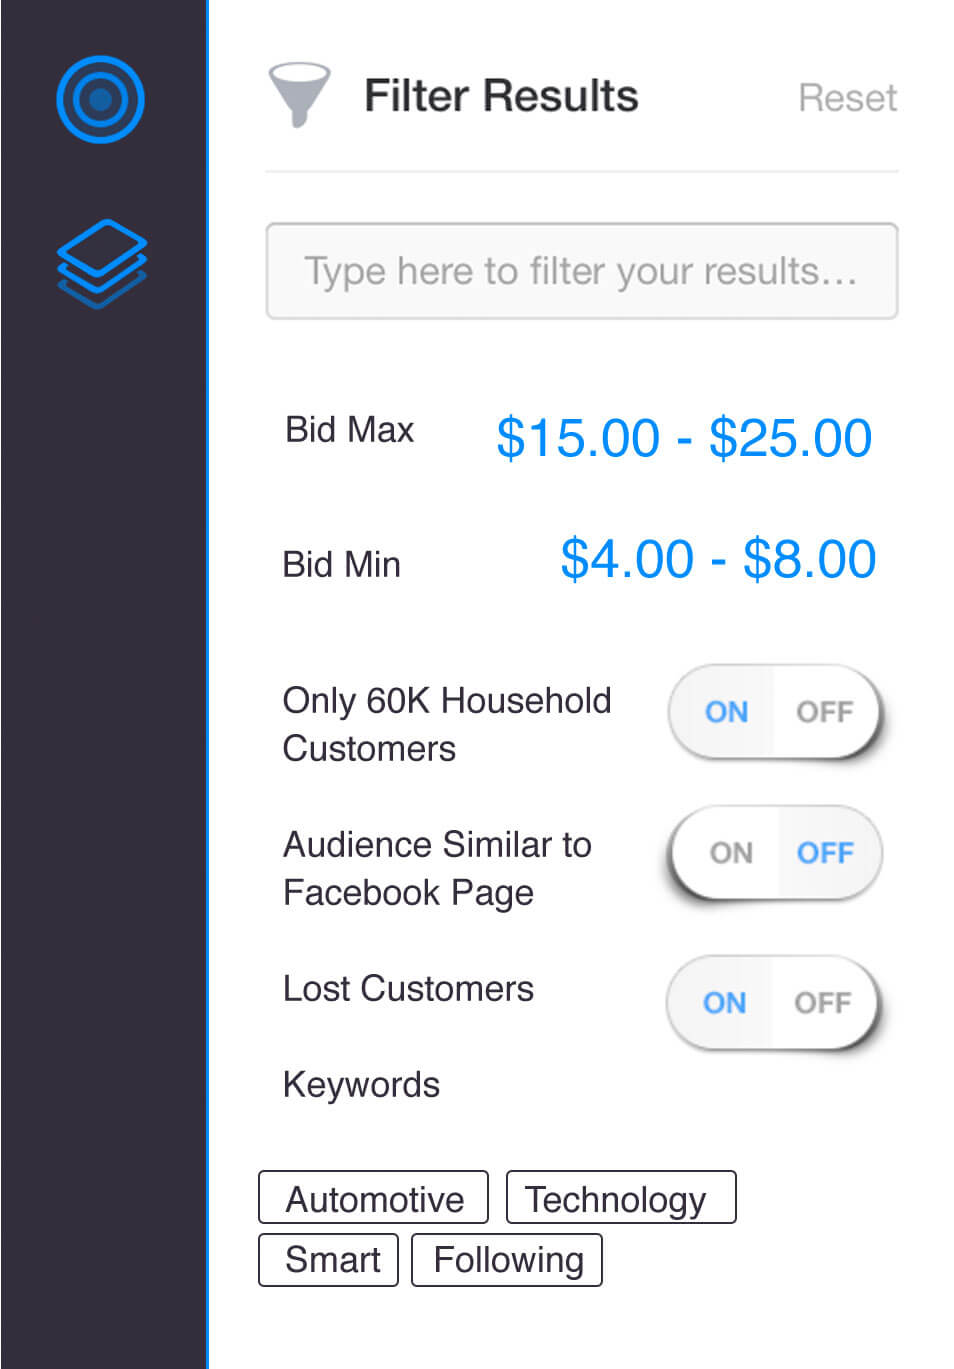 Filter Results Reset
Type here to filter your results...
Bid Max $15.00 - $25.00
Bid Min $4.00 - $8.00
Only 60K Household
Customers
ON OFF
Audience Similar to
Facebook Page
ON OFF
Lost Customers
ON OFF
Keywords
Automotive Technology
Smart Following